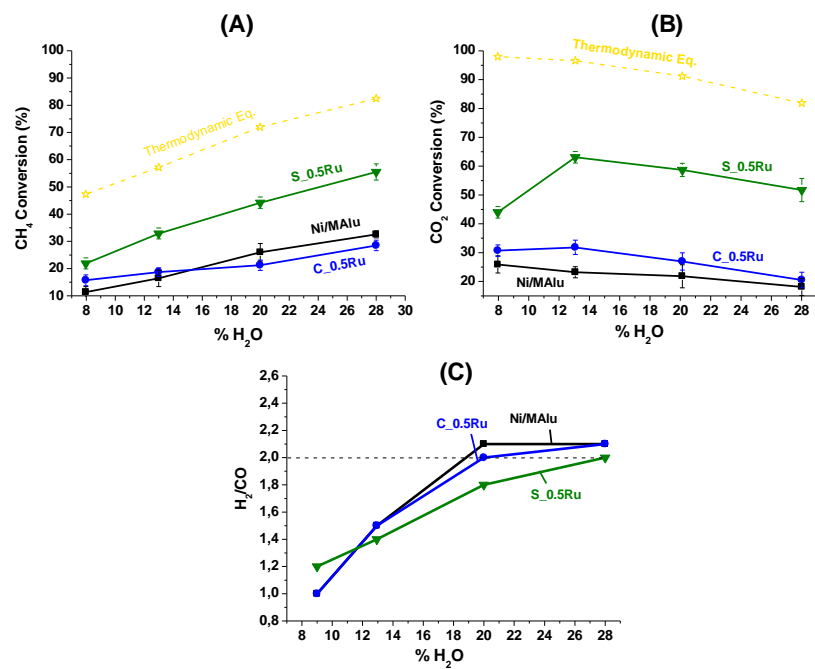 (A)
100
90
80
70
60
50
40
30
20
10
CH4 Conversion (%)
Thermodynamic Eq.
S_0.5Ru
Ni/MAlu
C_0.5Ru
8 10 12 14 16 18 20 22 24 26 28 30
% H2O
(B)
100
90
80
70
60
50
40
30
20
CO2 Conversion (%)
Thermodynamic Eq.
S_0.5Ru
C_0.5Ru
Ni/MAlu
8 10 12 14 16 18 20 22 24 26 28
% H2O
(C)
2,6
2,4
2,2
2,0
1,8
1,6
1,4
1,2
1,0
0,8
H2/CO
Ni/MAlu
C_0.5Ru
S_0.5Ru
8 10 12 14 16 18 20 22 24 26 28
% H2O